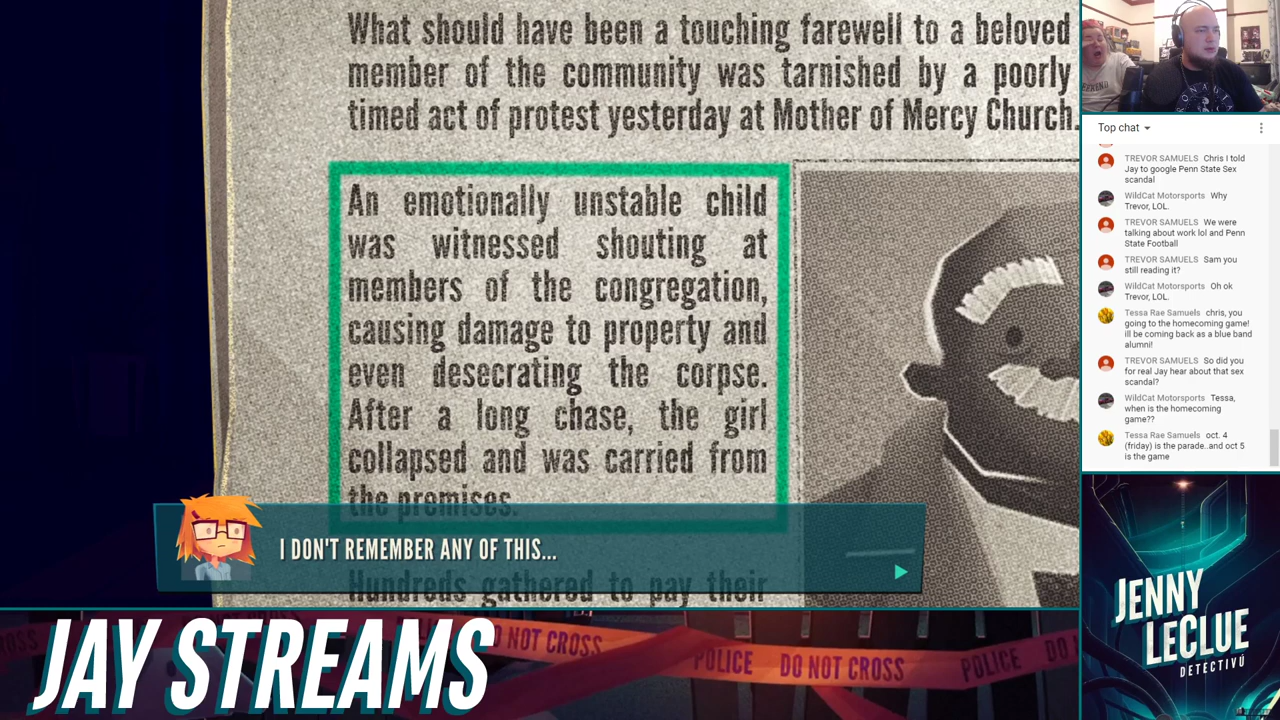 What should have been a touching farewell to a beloved
member of the community was tarnished by a poorly
timed act of protest yesterday at Mother of Mercy Church.
An emotionally unstable child
was witnessed shouting at
members of the congregation,
causing damage to property and
even desecrating the corpse.
After a long chase, the girl
collapsed and was carried from
the premises.
Hundreds gathered to pay their
I DON'T REMEMBER ANY OF THIS...
Top chat
TREVOR SAMUELS Chris I told
Jay to google Penn State Sex
scandal
WildCat Motorsports Why
Trevor, LOL.
TREVOR SAMUELS We were
talking about work lol and Penn
State Football
TREVOR SAMUELS Sam you
still reading it?
WildCat Motorsports Oh ok
Trevor, LOL.
Tessa Rae Samuels chris, you
going to the homecoming game!
ill be coming back as a blue band
alumni!
TREVOR SAMUELS So did you
for real Jay hear about that sex
scandal?
WildCat Motorsports Tessa,
when is the homecoming
game??
Tessa Rae Samuels oct. 4
(friday) is the parade..and oct 5
is the game
JENNY
LECLUE
DETECTIVÚ
JAY STREAMS
CROSS
DO NOT CROSS
POLICE DO NOT CROSS
POLICE DO